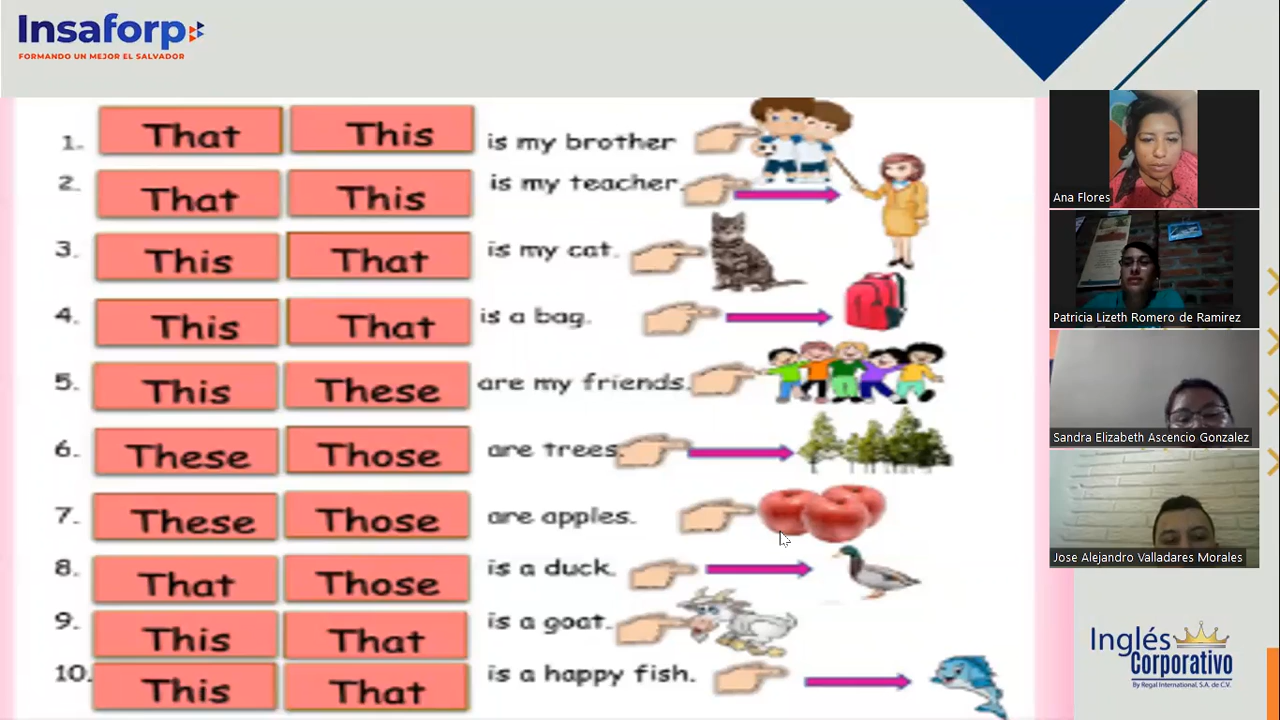 Insaforp
FORMANDO UN MEJOR EL SALVADOR
1. That This is my brother
2. That This is my teacher.
3. This That is my cat.
4. This That is a bag.
5. This These are my friends.
6. These Those are trees.
7. These Those are apples.
8. That Those is a duck.
9. This That is a goat.
10. This That is a happy fish.
Ana Flores
Patricia Lizeth Romero de Ramirez
Sandra Elizabeth Ascencio Gonzalez
Jose Alejandro Valladares Morales
Inglés
Corporativo
By Regal International, S.A. de C.V.